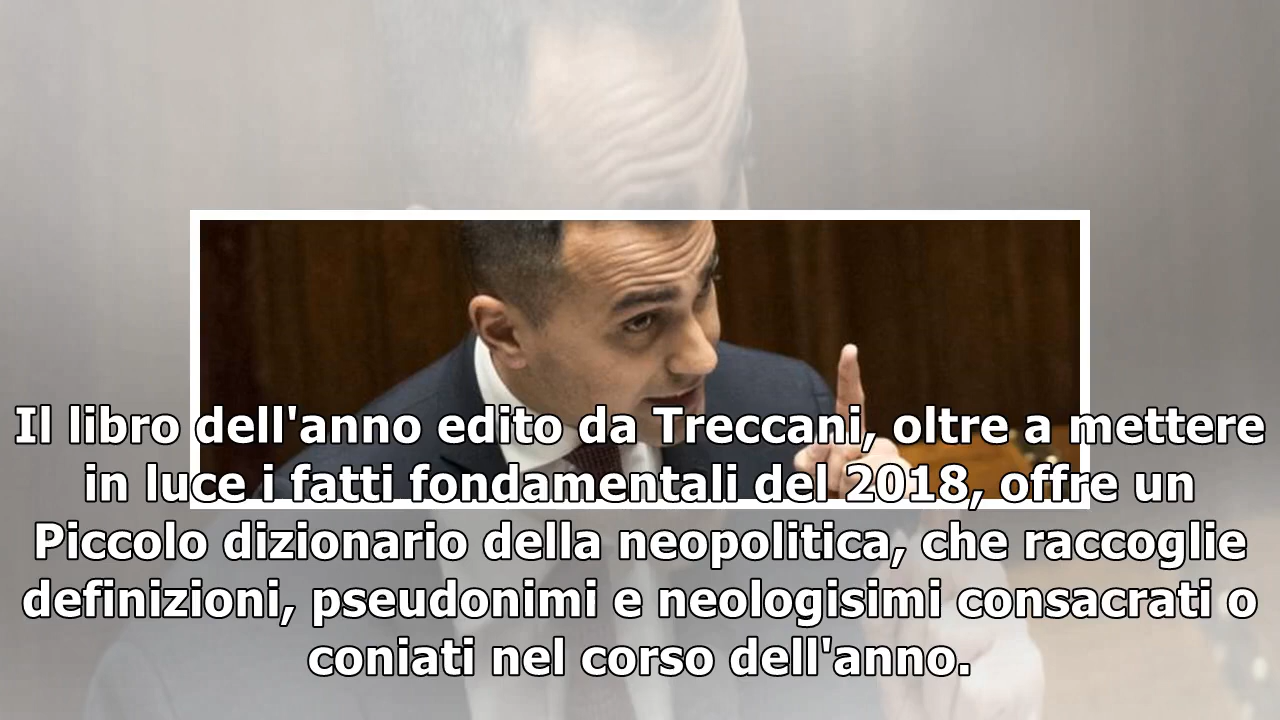 Il libro dell'anno edito da Treccani, oltre a mettere
in luce i fatti fondamentali del 2018, offre un
Piccolo dizionario della neopolitica, che raccoglie
definizioni, pseudonimi e neologisimi consacrati o
coniati nel corso dell'anno.